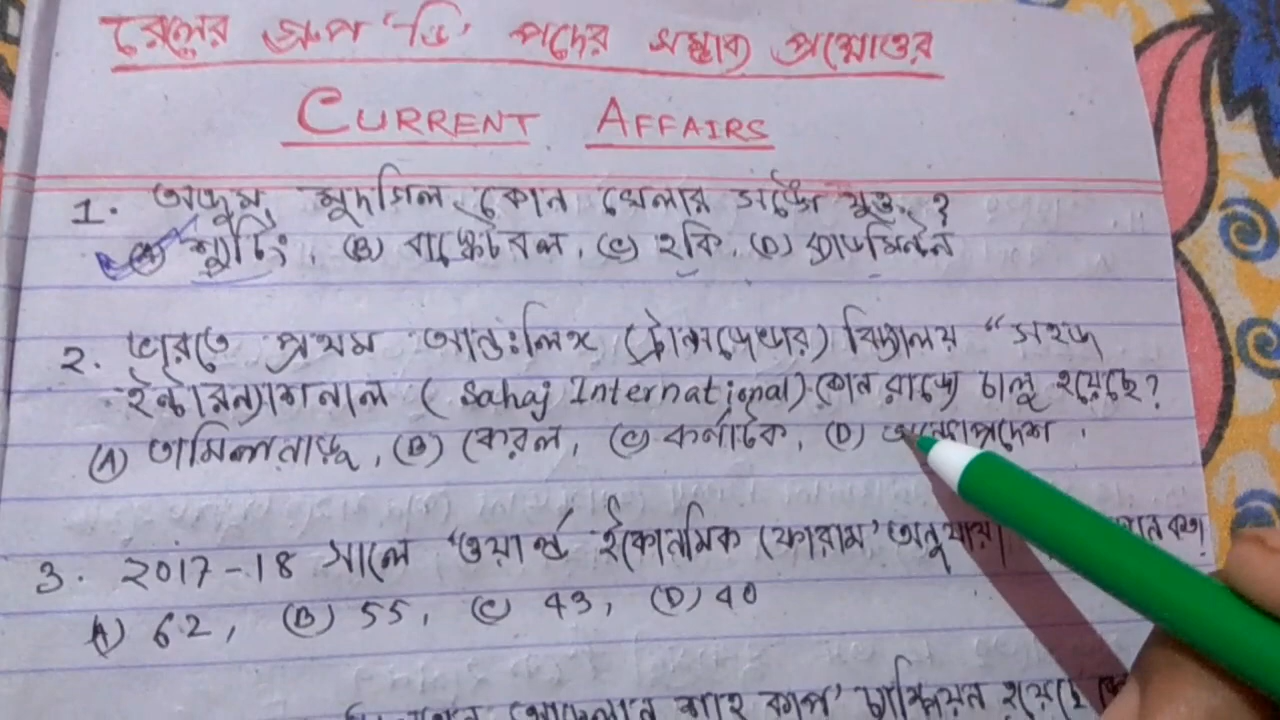 রেলের গ্রুপ 'ডি' পদের সম্ভাব্য প্রশ্নোত্তর
CURRENT AFFAIRS
1. অঙ্কুম মুদগিল কোন খেলার সঙ্গে যুক্ত ?
(A) শ্যুটিং, (B) বাস্কেটবল, (C) হকি, (D) ব্যাডমিন্টন
2. ভারতে প্রথম আন্তঃলিঙ্গ (ট্রান্সজেন্ডার) বিদ্যালয় "সহজ
ইন্টারন্যাশনাল (Sahaj International) কোন রাজ্যে চালু হয়েছে?
(A) তামিলনাড়ু, (B) কেরল, (C) কর্নাটক, (D) অন্ধ্রপ্রদেশ .
3. 2017-18 সালে 'ওয়ার্ল্ড ইকোনমিক ফোরাম' অনুযায়ী
(A) 62, (B) 55, (C) 43, (D) 40
কাপ' চ্যাম্পিয়ন হয়েছে